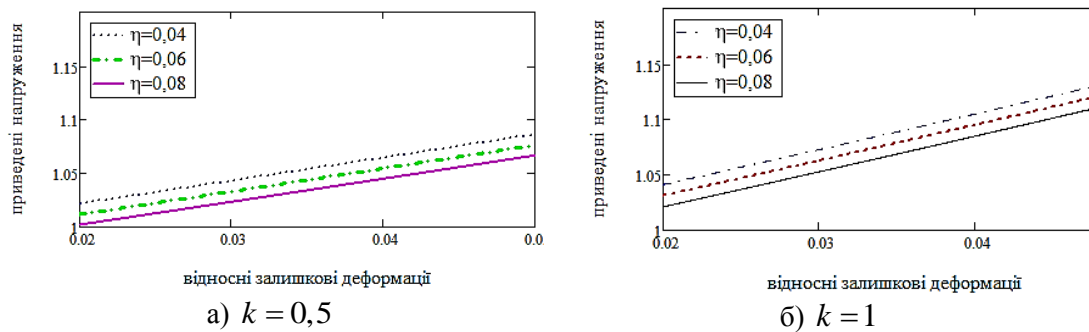 приведені напруження
η=0,04
η=0,06
η=0,08
1.15
1.1
1.05
1
0.02
0.03
0.04
0.0
відносні залишкові деформації
а) k = 0,5
приведені напруження
η=0,04
η=0,06
η=0,08
1.15
1.1
1.05
1
0.02
0.03
0.04
відносні залишкові деформації
б) k = 1